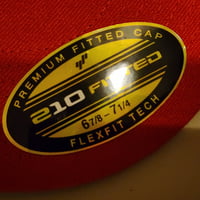 PREMIUM FITTED CAP
210 FITTED
6 7/8 - 7 1/4
FLEXFIT TECH